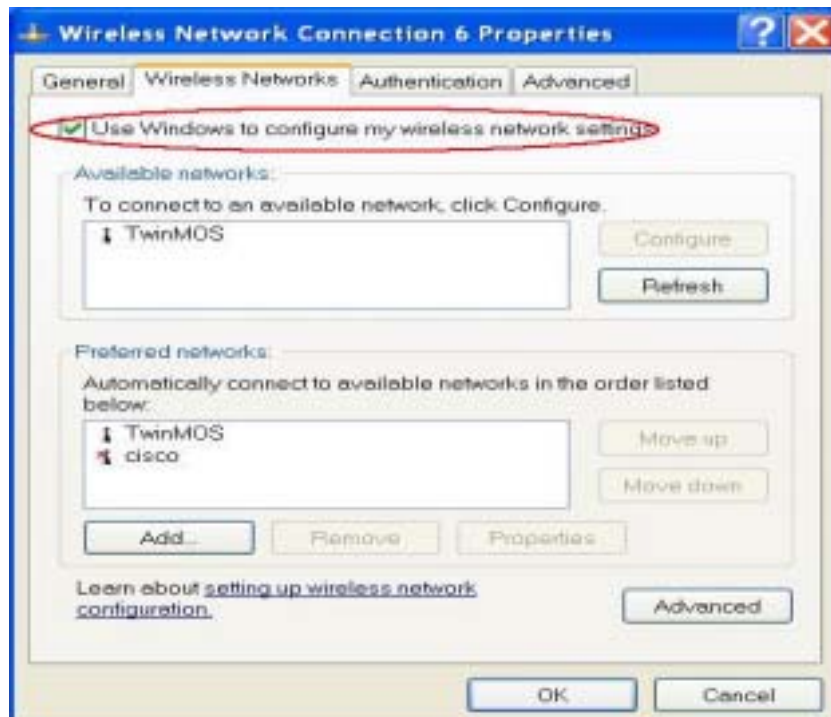 Wireless Network Connection 6 Properties
General Wireless Networks Authentication Advanced
Use Windows to configure my wireless network settings
Available networks:
To connect to an available network, click Configure.
TwinMOS
Configure
Refresh
Preferred networks:
Automatically connect to available networks in the order listed
below:
TwinMOS
cisco
Move up
Move down
Add...
Remove
Properties
Learn about setting up wireless network
configuration.
Advanced
OK
Cancel